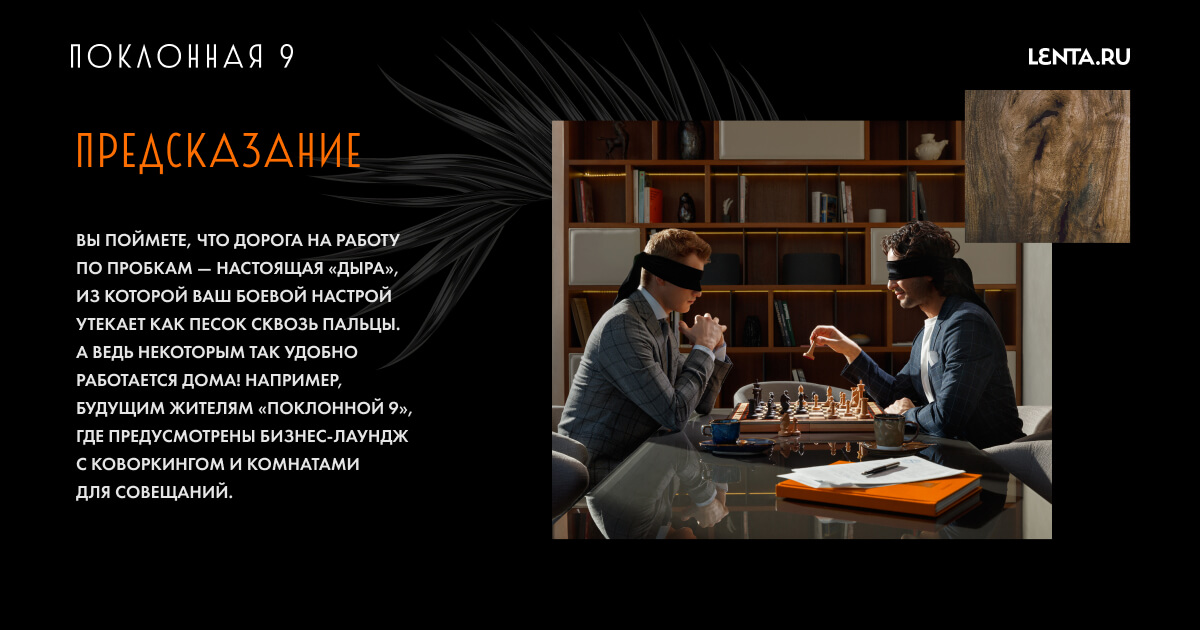 ПОКЛОННАЯ 9
LENTA.RU
ПРЕДСКАЗАНИЕ
ВЫ ПОЙМЕТЕ, ЧТО ДОРОГА НА РАБОТУ
ПО ПРОБКАМ — НАСТОЯЩАЯ «ДЫРА»,
ИЗ КОТОРОЙ ВАШ БОЕВОЙ НАСТРОЙ
УТЕКАЕТ КАК ПЕСОК СКВОЗЬ ПАЛЬЦЫ.
А ВЕДЬ НЕКОТОРЫМ ТАК УДОБНО
РАБОТАЕТСЯ ДОМА! НАПРИМЕР,
БУДУЩИМ ЖИТЕЛЯМ «ПОКЛОННОЙ 9»,
ГДЕ ПРЕДУСМОТРЕНЫ БИЗНЕС-ЛАУНДЖ
С КОВОРКИНГОМ И КОМНАТАМИ
ДЛЯ СОВЕЩАНИЙ.